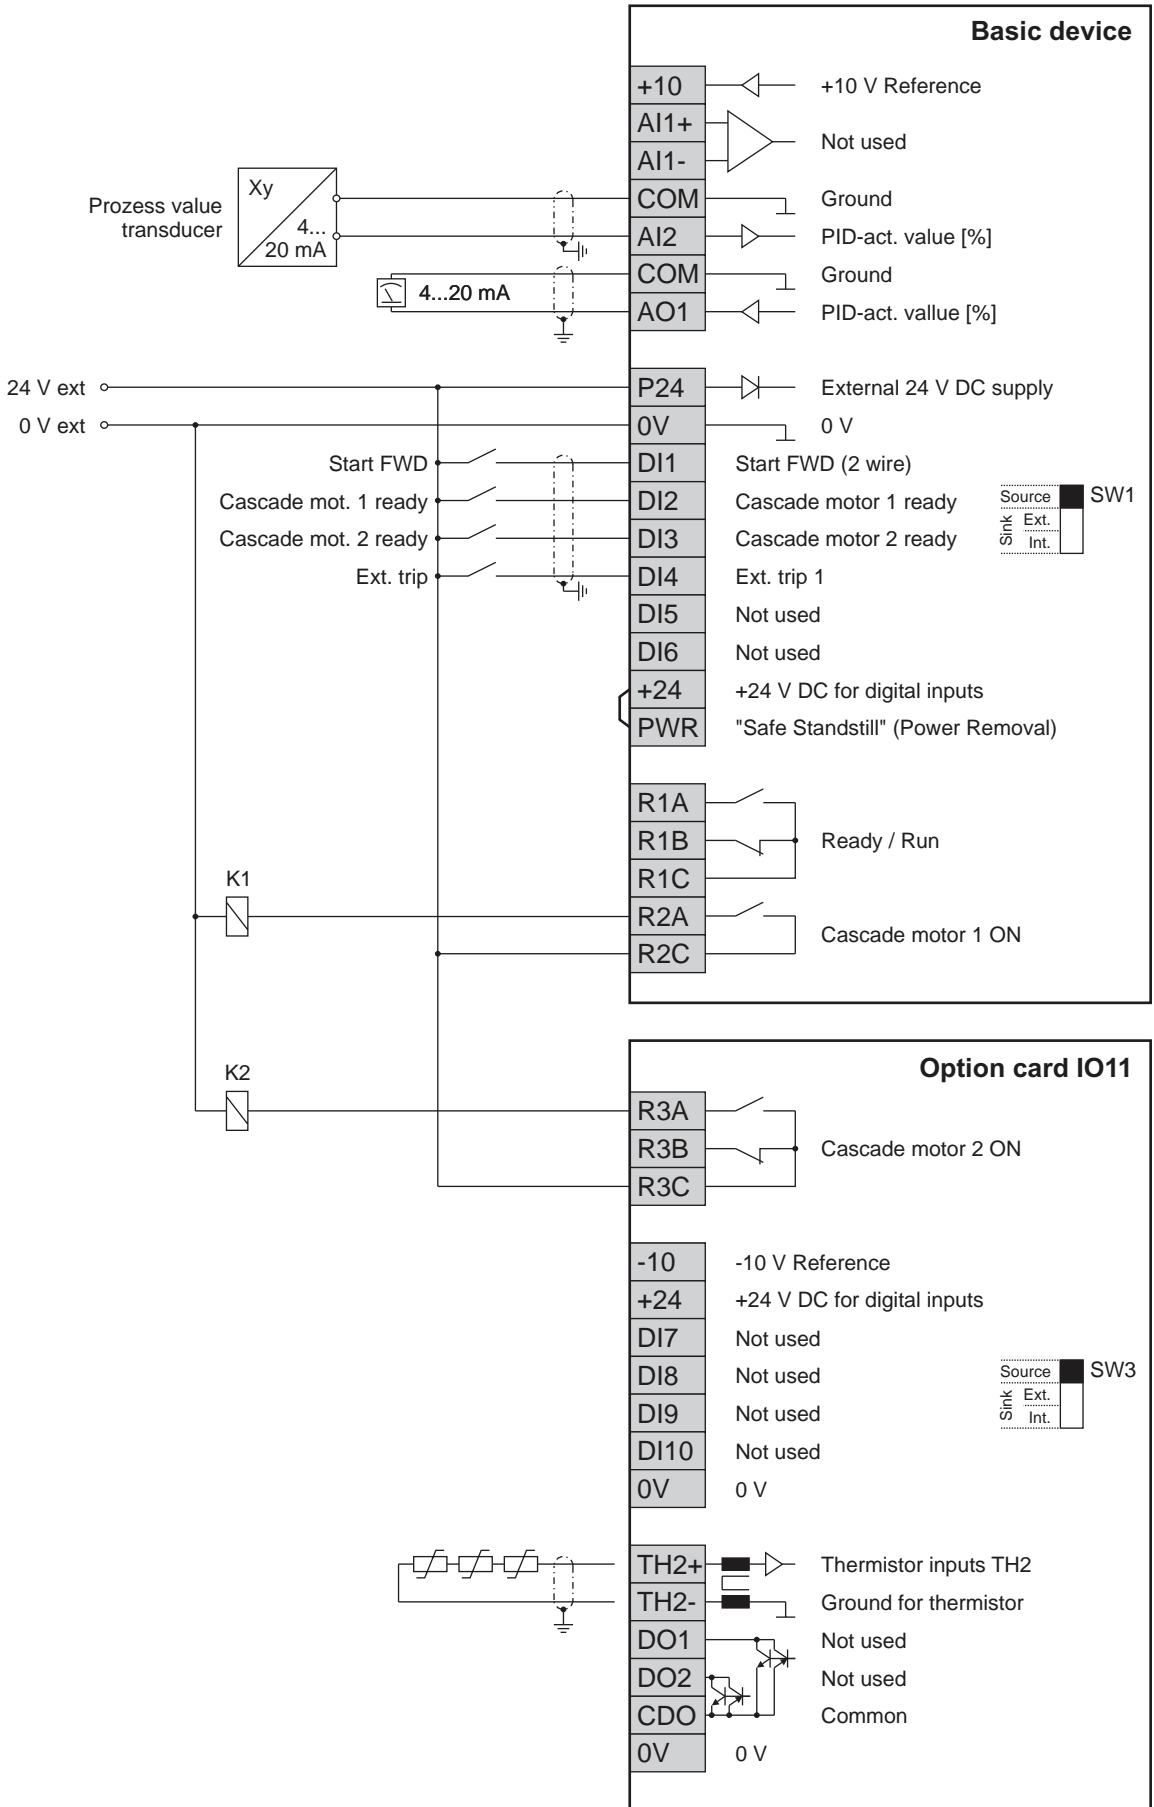 Basic device
+10 +10 V Reference
AI1+
Not used
AI1-
Prozess value
transducer
Xy
4...
20 mA
COM Ground
AI2 PID-act. value [%]
COM Ground
4...20 mA
AO1 PID-act. vallue [%]
24 V ext P24 External 24 V DC supply
0 V ext 0V 0 V
Start FWD DI1 Start FWD (2 wire)
Cascade mot. 1 ready DI2 Cascade motor 1 ready
Cascade mot. 2 ready DI3 Cascade motor 2 ready
Source SW1
Sink Ext.
Int.
Ext. trip DI4 Ext. trip 1
DI5 Not used
DI6 Not used
+24 +24 V DC for digital inputs
PWR "Safe Standstill" (Power Removal)
R1A
R1B Ready / Run
R1C
K1
R2A
Cascade motor 1 ON
R2C
Option card IO11
K2
R3A
R3B Cascade motor 2 ON
R3C
-10 -10 V Reference
+24 +24 V DC for digital inputs
DI7 Not used
DI8 Not used
Source SW3
Sink Ext.
Int.
DI9 Not used
DI10 Not used
0V 0 V
TH2+ Thermistor inputs TH2
TH2- Ground for thermistor
DO1 Not used
DO2 Not used
CDO Common
0V 0 V